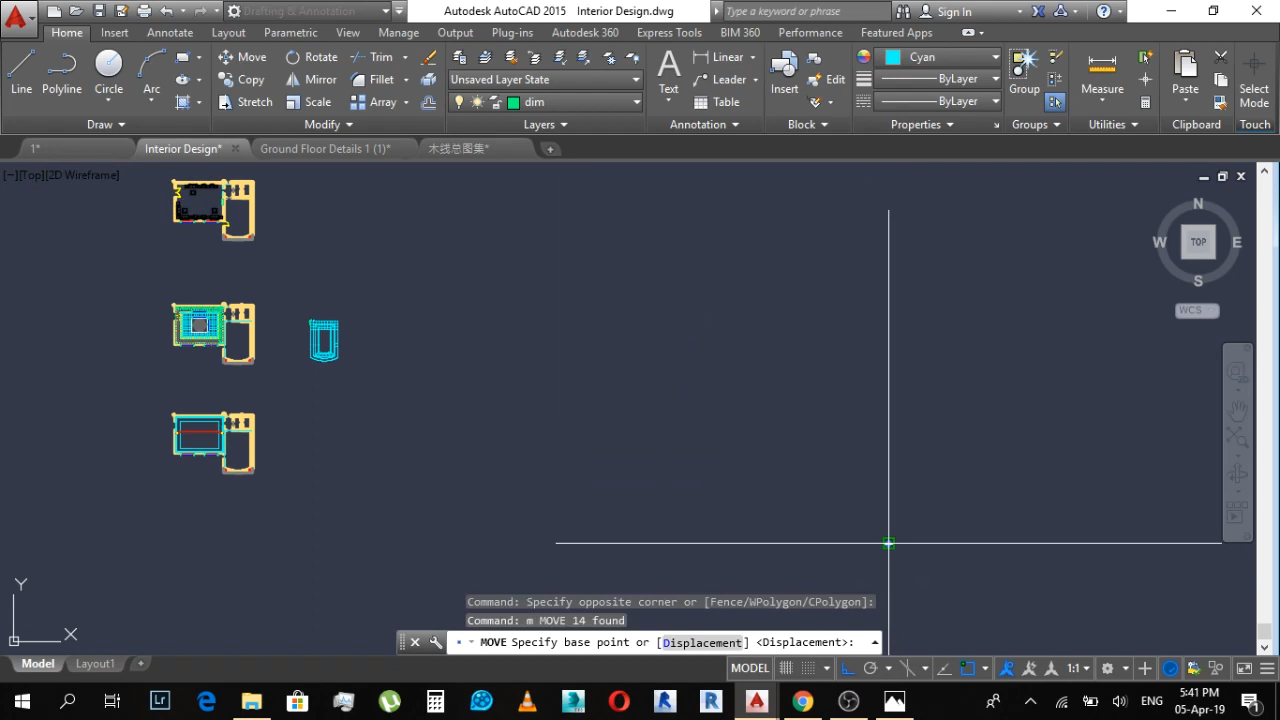 Drafting & Annotation
Autodesk AutoCAD 2015 Interior Design.dwg
Type a keyword or phrase
Sign In
Home Insert Annotate Layout Parametric View Manage Output Plug-ins Autodesk 360 Express Tools BIM 360 Performance Featured Apps
Line Polyline Circle Arc
Move Rotate Trim
Copy Mirror Fillet
Stretch Scale Array
Unsaved Layer State
dim
Text
Linear
Leader
Table
Insert
Edit
Cyan
ByLayer
ByLayer
Group
Measure
Paste
Select
Mode
Draw Modify Layers Annotation Block Properties Groups Utilities Clipboard Touch
1* Interior Design* Ground Floor Details 1 (1)* 木线总图集*
[−][Top][2D Wireframe]
N
W TOP E
S
WCS
2D
Command: Specify opposite corner or [Fence/WPolygon/CPolygon]:
Command: m MOVE 14 found
MOVE Specify base point or [Displacement] <Displacement>:
Y
X
Model Layout1
MODEL 1:1
Lr
ENG
5:41 PM
05-Apr-19
1